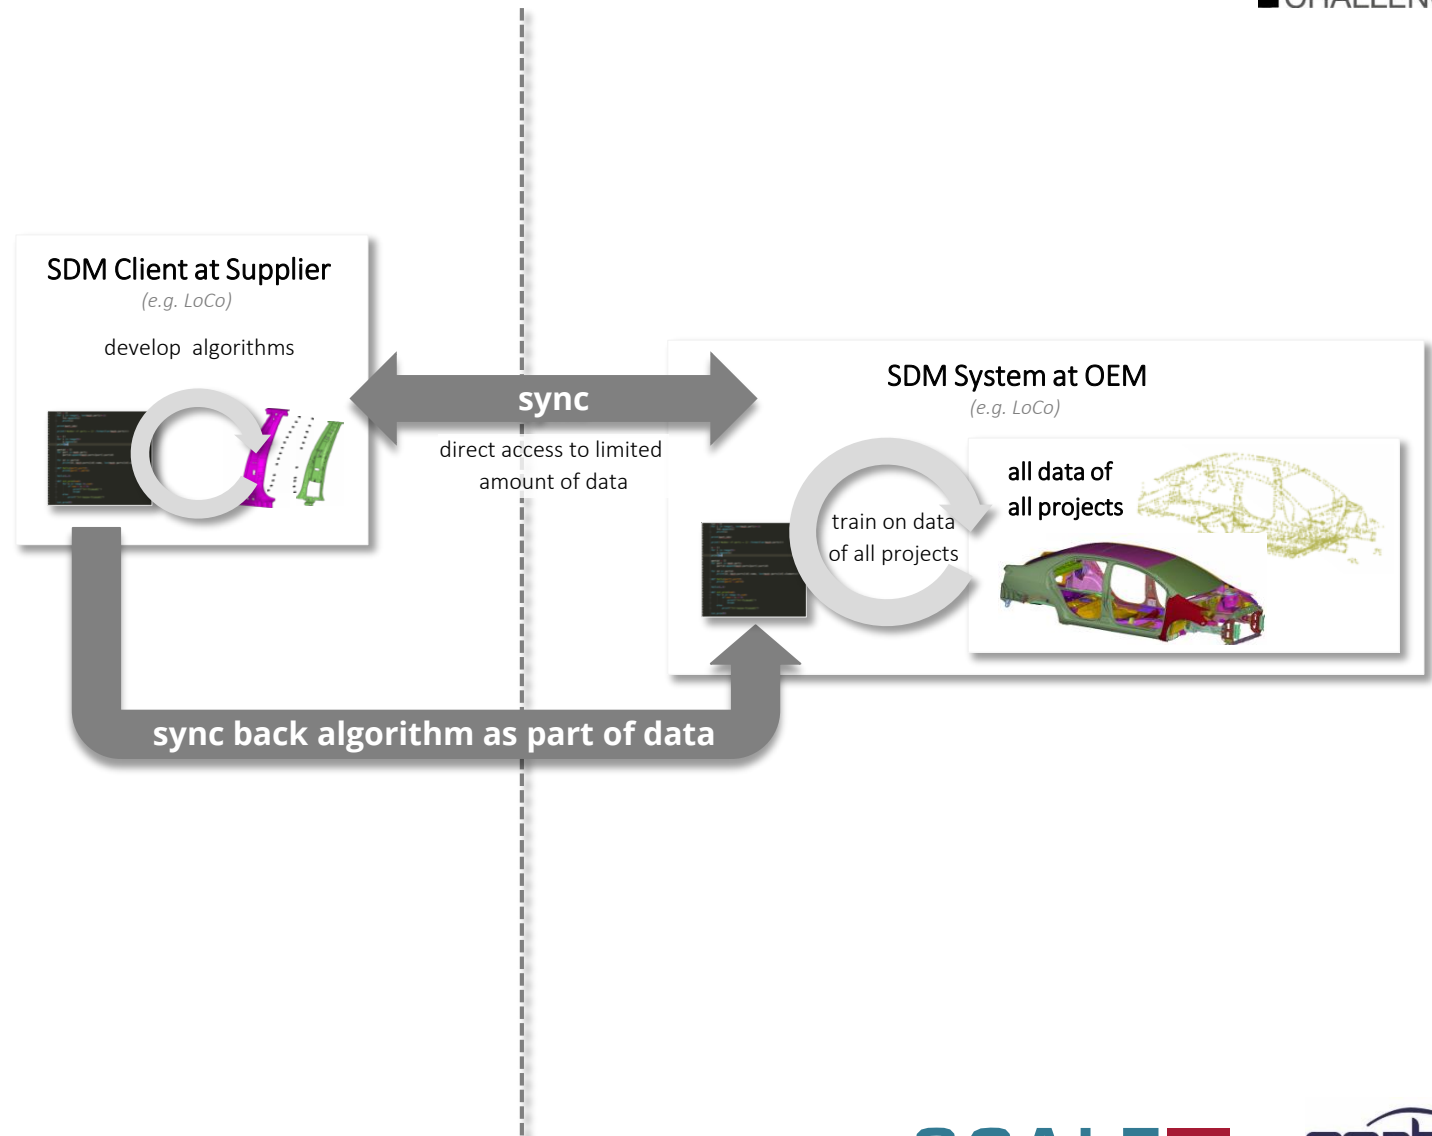 SDM Client at Supplier
(e.g. LoCo)
develop algorithms
sync
direct access to limited
amount of data
SDM System at OEM
(e.g. LoCo)
all data of
all projects
train on data
of all projects
sync back algorithm as part of data